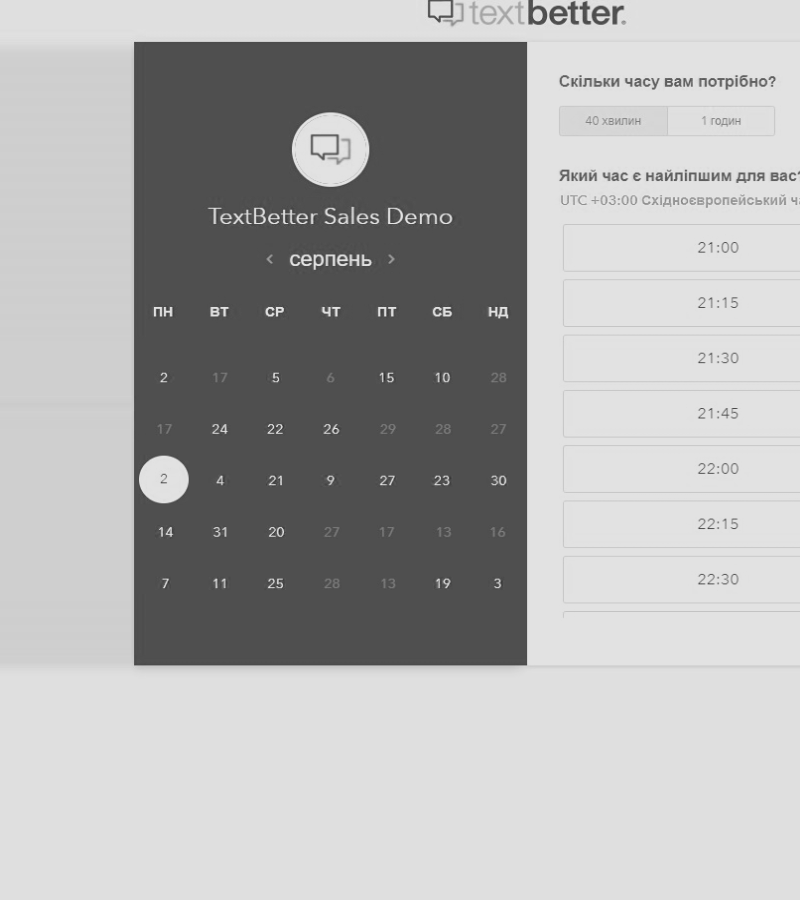 textbetter.
TextBetter Sales Demo
серпень
ПН ВТ СР ЧТ ПТ СБ НД
2 17 5 6 15 10 28
17 24 22 26 29 28 27
2 4 21 9 27 23 30
14 31 20 27 17 13 16
7 11 25 28 13 19 3
Скільки часу вам потрібно?
40 хвилин 1 годин
Який час є найліпшим для вас?
UTC +03:00 Східноєвропейський
21:00
21:15
21:30
21:45
22:00
22:15
22:30